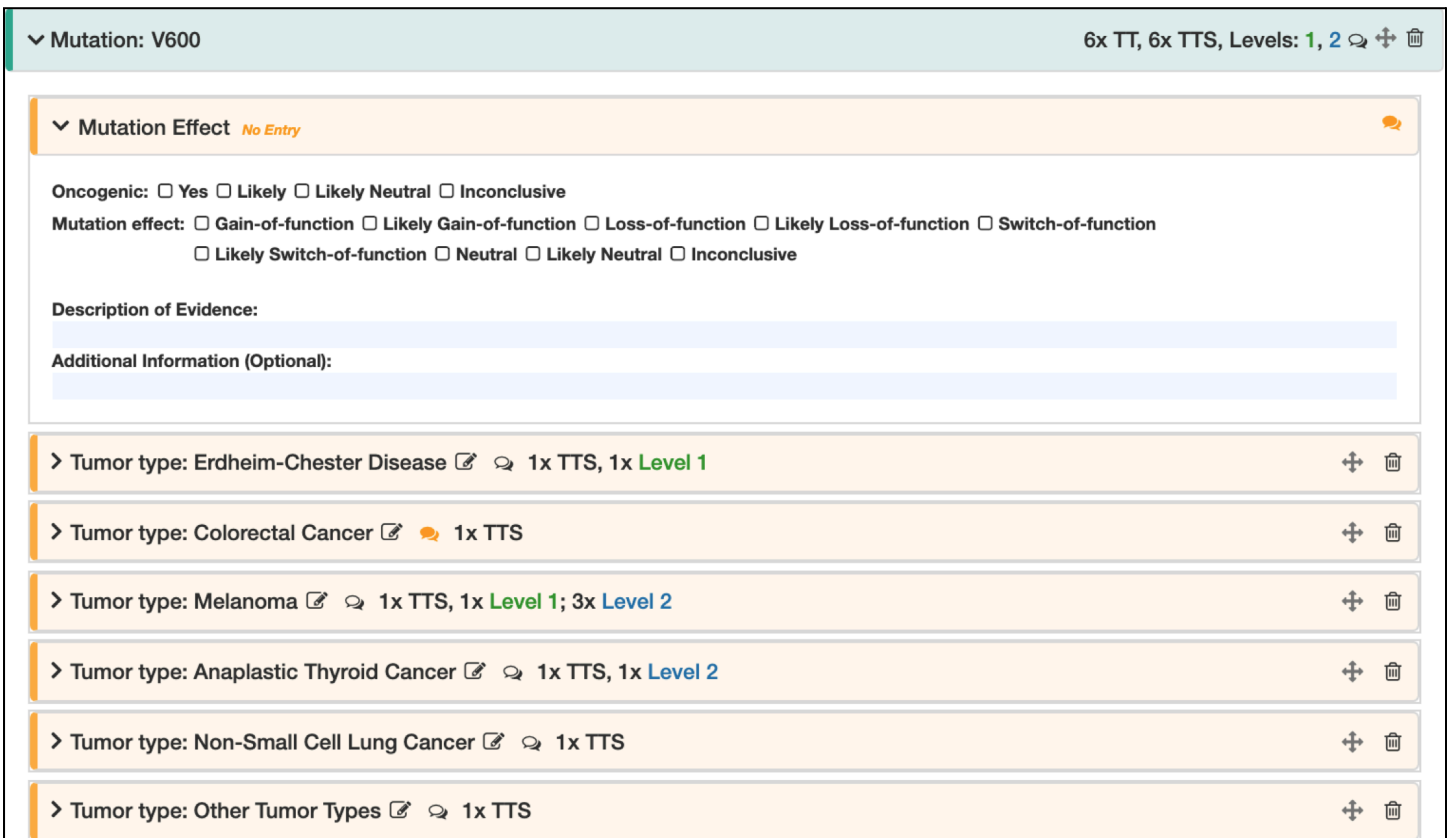 Mutation: V600 6x TT, 6x TTS, Levels: 1, 2
Mutation Effect No Entry
Oncogenic: Yes Likely Likely Neutral Inconclusive
Mutation effect: Gain-of-function Likely Gain-of-function Loss-of-function Likely Loss-of-function Switch-of-function
Likely Switch-of-function Neutral Likely Neutral Inconclusive
Description of Evidence:
Additional Information (Optional):
Tumor type: Erdheim-Chester Disease 1x TTS, 1x Level 1
Tumor type: Colorectal Cancer 1x TTS
Tumor type: Melanoma 1x TTS, 1x Level 1; 3x Level 2
Tumor type: Anaplastic Thyroid Cancer 1x TTS, 1x Level 2
Tumor type: Non-Small Cell Lung Cancer 1x TTS
Tumor type: Other Tumor Types 1x TTS